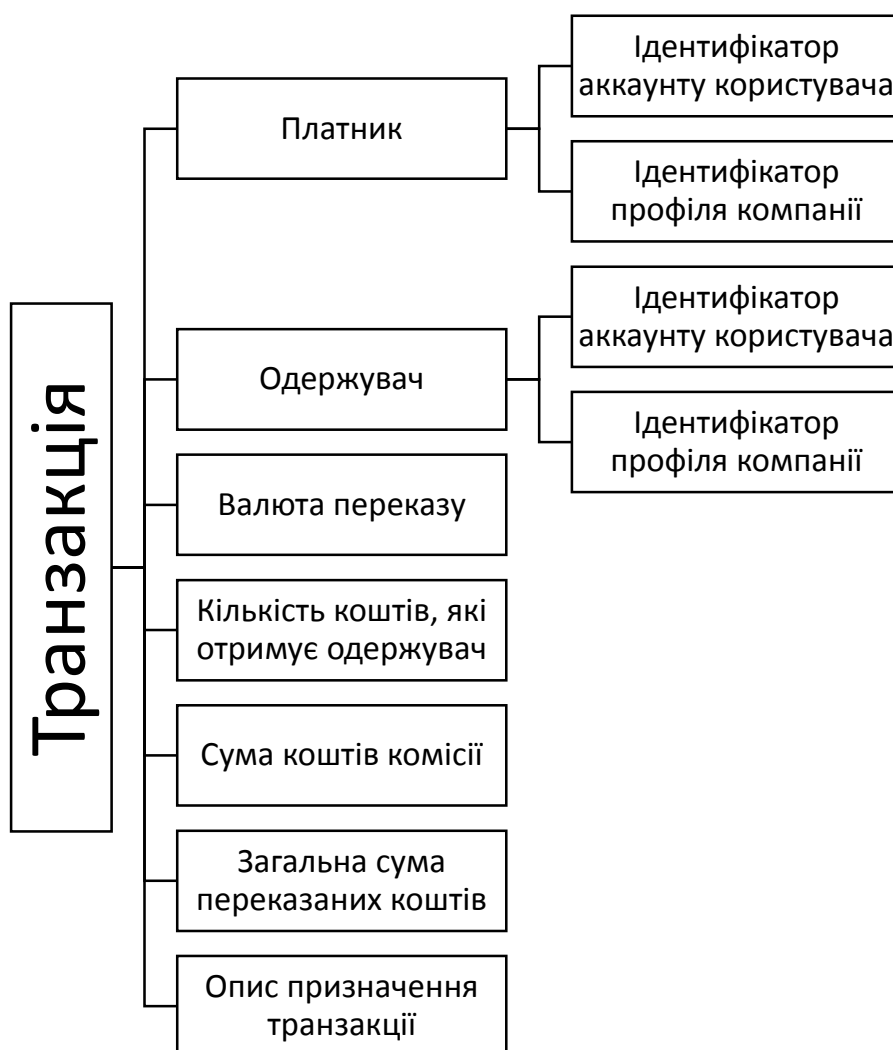 Транзакція
Платник
Ідентифікатор
аккаунту користувача
Ідентифікатор
профіля компанії
Одержувач
Ідентифікатор
аккаунту користувача
Ідентифікатор
профіля компанії
Валюта переказу
Кількість коштів, які
отримує одержувач
Сума коштів комісії
Загальна сума
переказаних коштів
Опис призначення
транзакції